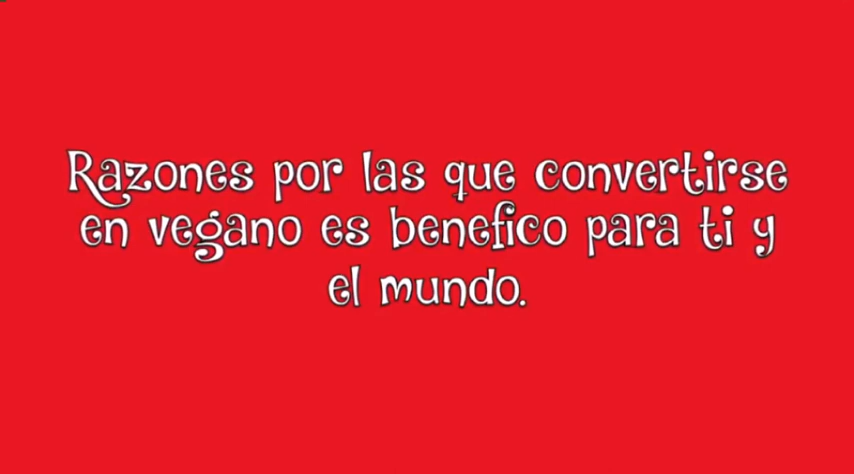 Razones por las que convertirse
en vegano es benefico para ti y
el mundo.